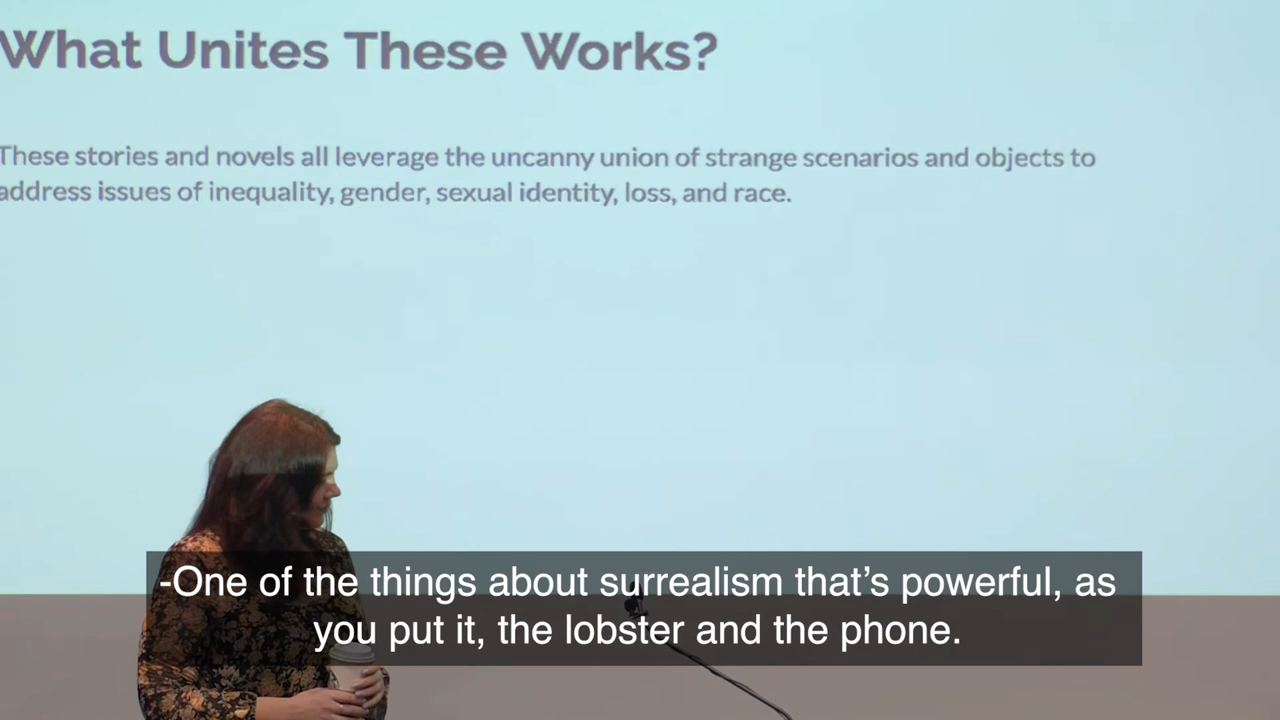 What Unites These Works?
These stories and novels all leverage the uncanny union of strange scenarios and objects to
address issues of inequality, gender, sexual identity, loss, and race.
-One of the things about surrealism that’s powerful, as
you put it, the lobster and the phone.